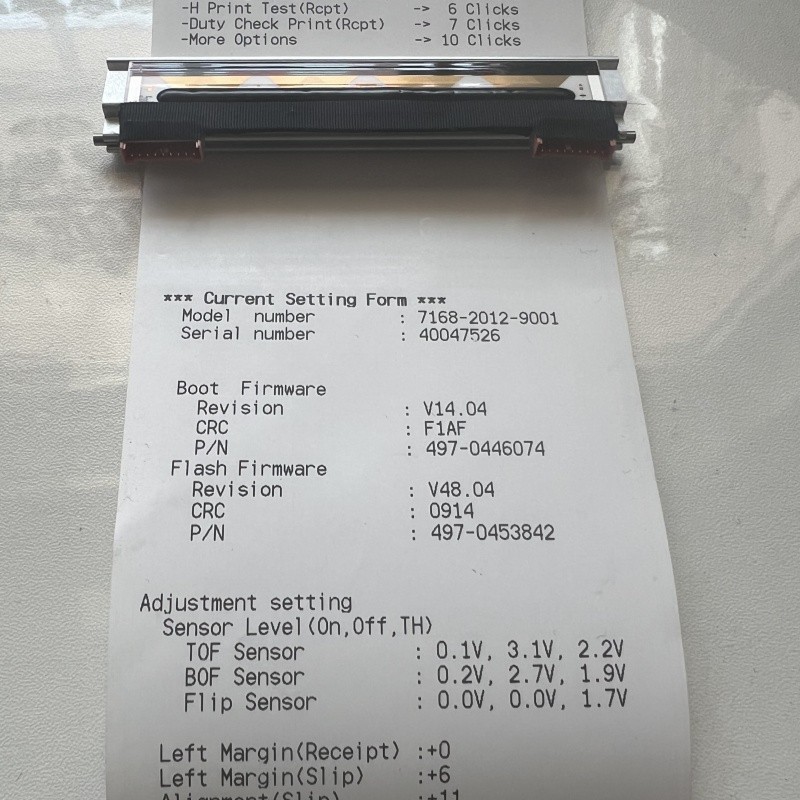 -H Print Test(Rcpt) -> 6 Clicks
-Duty Check Print(Rcpt) -> 7 Clicks
-More Options -> 10 Clicks
*** Current Setting Form ***
Model number : 7168-2012-9001
Serial number : 40047526
Boot Firmware
Revision : V14.04
CRC : F1AF
P/N : 497-0446074
Flash Firmware
Revision : V48.04
CRC : 0914
P/N : 497-0453842
Adjustment setting
Sensor Level(On,Off,TH)
TOF Sensor : 0.1V, 3.1V, 2.2V
BOF Sensor : 0.2V, 2.7V, 1.9V
Flip Sensor : 0.0V, 0.0V, 1.7V
Left Margin(Receipt) :+0
Left Margin(Slip) :+6
Alignment(Slip) :+11